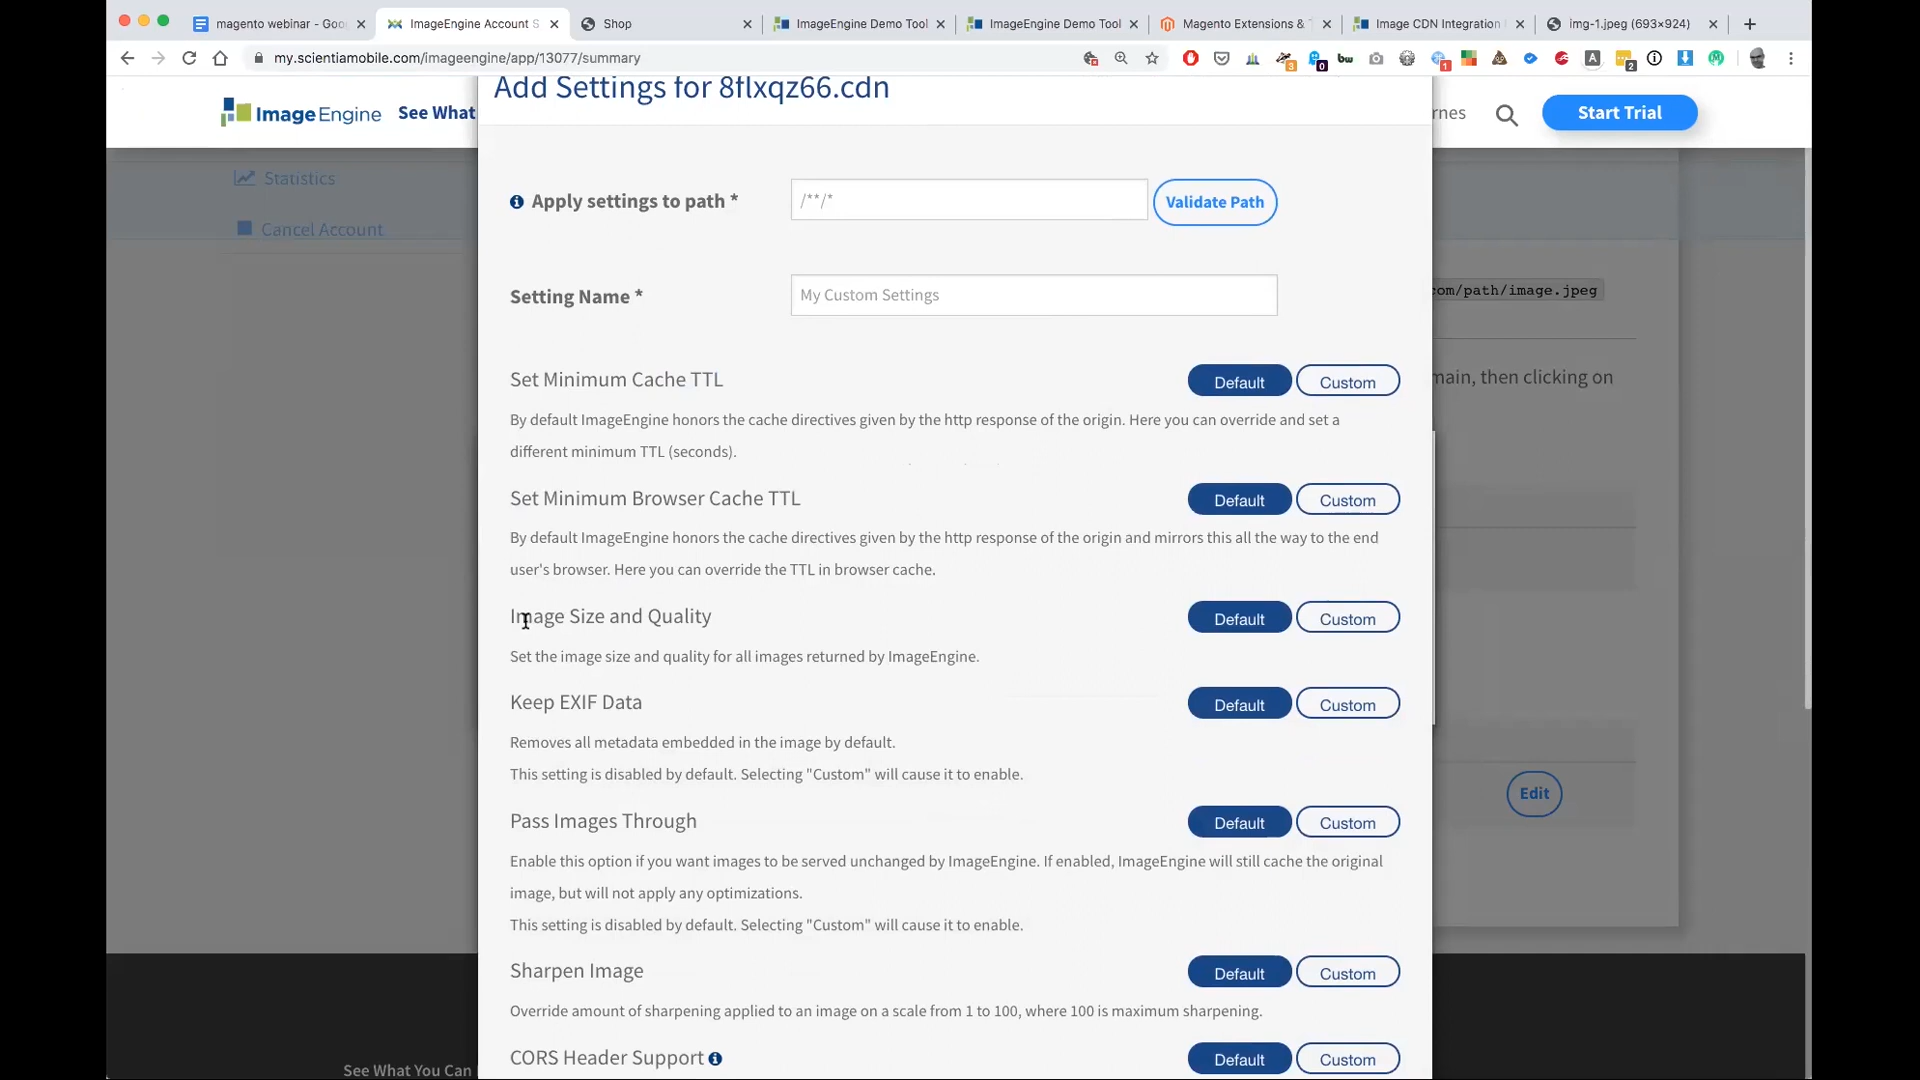 magento webinar - Goo
ImageEngine Account S
Shop
ImageEngine Demo Tool
ImageEngine Demo Tool
Magento Extensions &
Image CDN Integration
img-1.jpeg (693×924)
my.scientiamobile.com/imageengine/app/13077/summary
Add Settings for 8flxqz66.cdn
ImageEngine
See What
rnes
Start Trial
Statistics
Cancel Account
Apply settings to path *
/**/*
Validate Path
om/path/image.jpeg
Setting Name *
My Custom Settings
main, then clicking on
Set Minimum Cache TTL
Default
Custom
By default ImageEngine honors the cache directives given by the http response of the origin. Here you can override and set a
different minimum TTL (seconds).
Set Minimum Browser Cache TTL
Default
Custom
By default ImageEngine honors the cache directives given by the http response of the origin and mirrors this all the way to the end
user's browser. Here you can override the TTL in browser cache.
Image Size and Quality
Default
Custom
Set the image size and quality for all images returned by ImageEngine.
Keep EXIF Data
Default
Custom
Removes all metadata embedded in the image by default.
This setting is disabled by default. Selecting "Custom" will cause it to enable.
Edit
Pass Images Through
Default
Custom
Enable this option if you want images to be served unchanged by ImageEngine. If enabled, ImageEngine will still cache the original
image, but will not apply any optimizations.
This setting is disabled by default. Selecting "Custom" will cause it to enable.
Sharpen Image
Default
Custom
Override amount of sharpening applied to an image on a scale from 1 to 100, where 100 is maximum sharpening.
CORS Header Support
Default
Custom
See What You Can